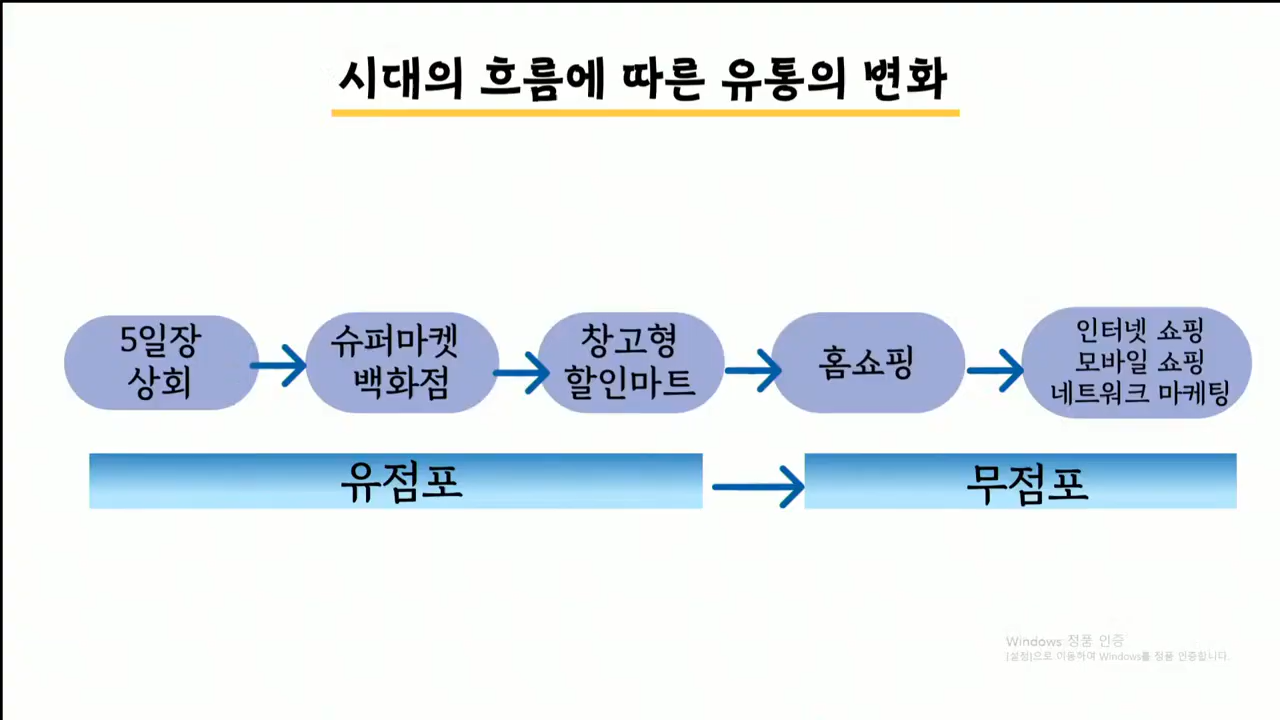 시대의 흐름에 따른 유통의 변화
5일장
상회
슈퍼마켓
백화점
창고형
할인마트
홈쇼핑
인터넷 쇼핑
모바일 쇼핑
네트워크 마케팅
유점포
무점포
Windows 정품 인증
[설정]으로 이동하여 Windows를 정품 인증합니다.